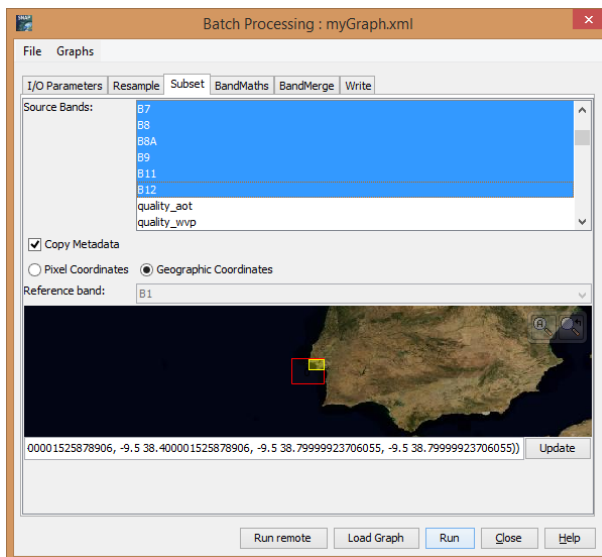 SNAP
Batch Processing : myGraph.xml
File Graphs
I/O Parameters Resample Subset BandMaths BandMerge Write
Source Bands:
B7
B8
B8A
B9
B11
B12
quality_aot
quality_wvp
Copy Metadata
Pixel Coordinates Geographic Coordinates
Reference band: B1
00001525878906, -9.5 38.400001525878906, -9.5 38.79999923706055, -9.5 38.79999923706055)) Update
Run remote Load Graph Run Close Help